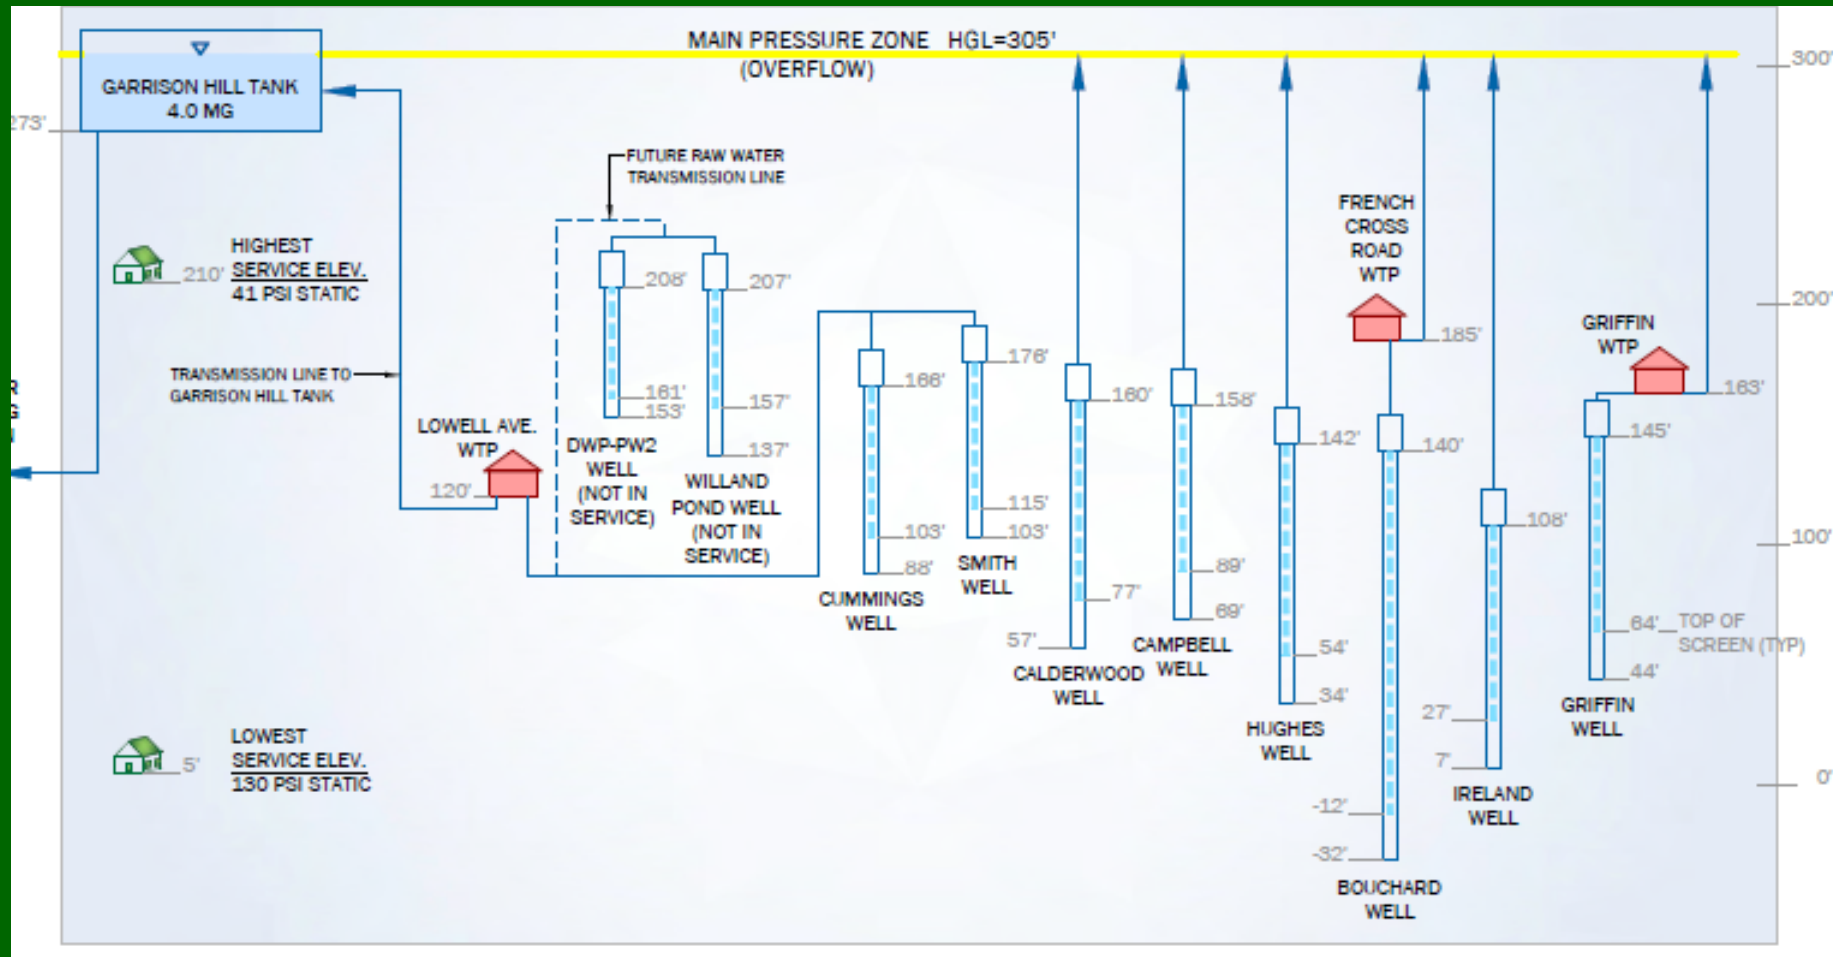 MAIN PRESSURE ZONE HGL=305'
(OVERFLOW)
300'
GARRISON HILL TANK
4.0 MG
273'
FUTURE RAW WATER
TRANSMISSION LINE
HIGHEST
SERVICE ELEV.
41 PSI STATIC
210'
208'
207'
FRENCH
CROSS
ROAD
WTP
200'
185'
GRIFFIN
WTP
163'
TRANSMISSION LINE TO
GARRISON HILL TANK
LOWELL AVE.
WTP
120'
161'
153'
DWP-PW2
WELL
(NOT IN
SERVICE)
157'
137'
WILLAND
POND WELL
(NOT IN
SERVICE)
166'
103'
88'
CUMMINGS
WELL
176'
115'
103'
SMITH
WELL
160'
77'
57'
CALDERWOOD
WELL
158'
89'
69'
CAMPBELL
WELL
142'
54'
34'
HUGHES
WELL
140'
-12'
-32'
BOUCHARD
WELL
108'
27'
7'
IRELAND
WELL
145'
64'
TOP OF
SCREEN (TYP)
44'
GRIFFIN
WELL
100'
0'
LOWEST
SERVICE ELEV.
130 PSI STATIC
5'